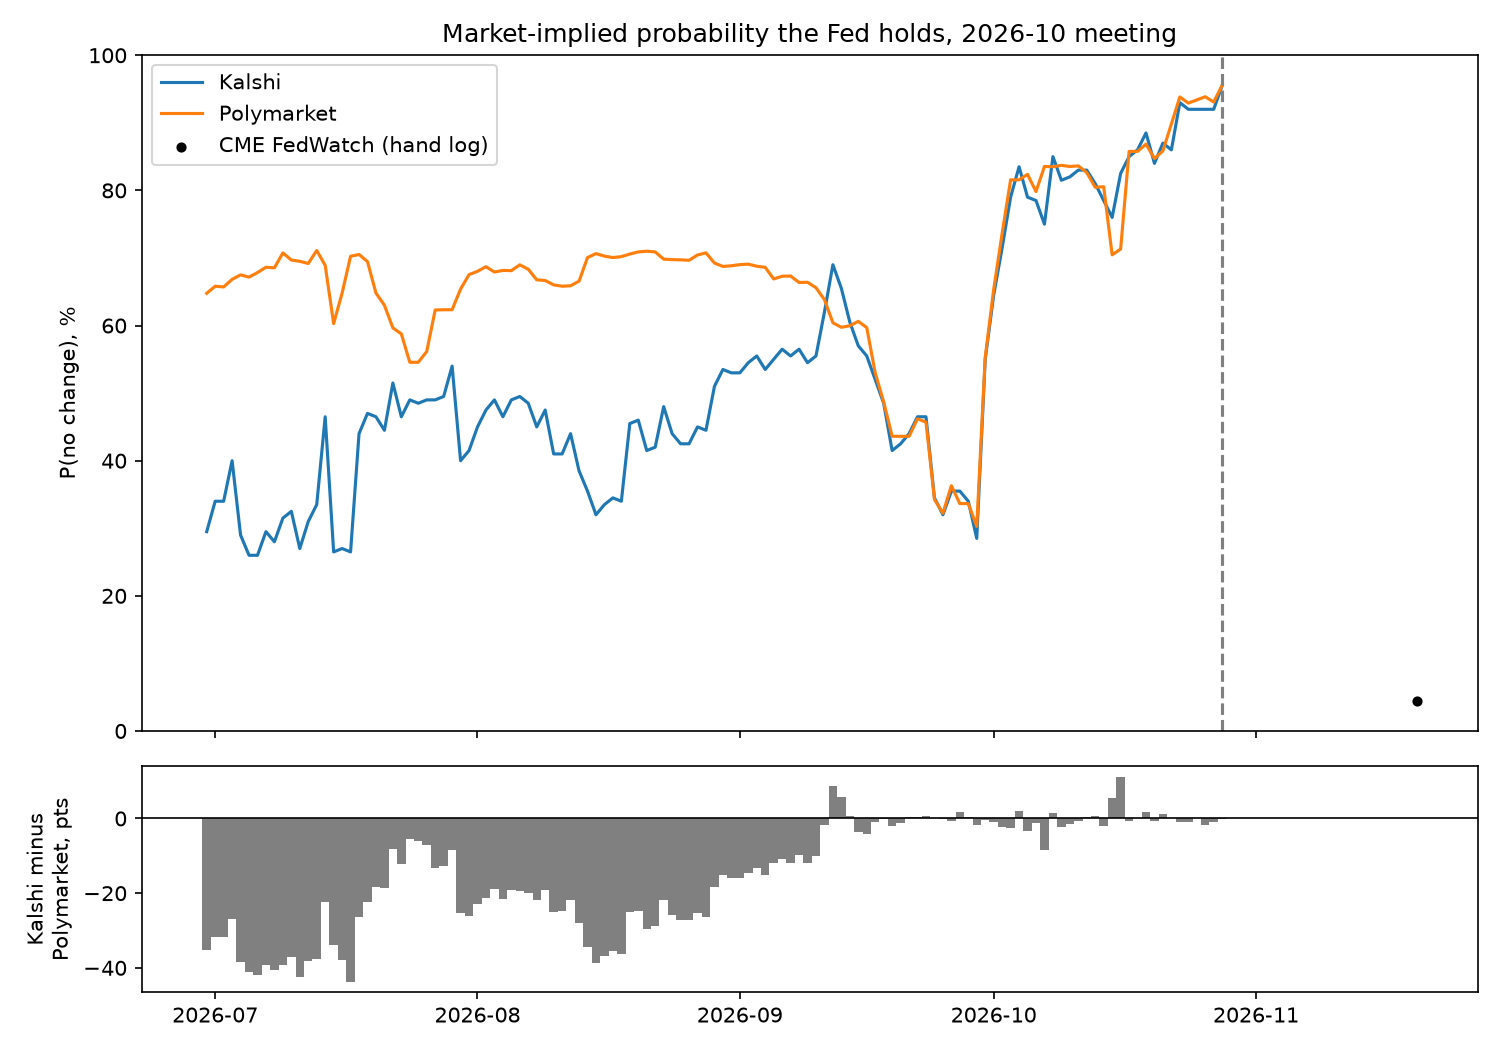 Market-implied probability the Fed holds, 2026-10 meeting
Kalshi
Polymarket
CME FedWatch (hand log)
P(no change), %
100
80
60
40
20
0
Kalshi minus
Polymarket, pts
0
−20
−40
2026-07
2026-08
2026-09
2026-10
2026-11